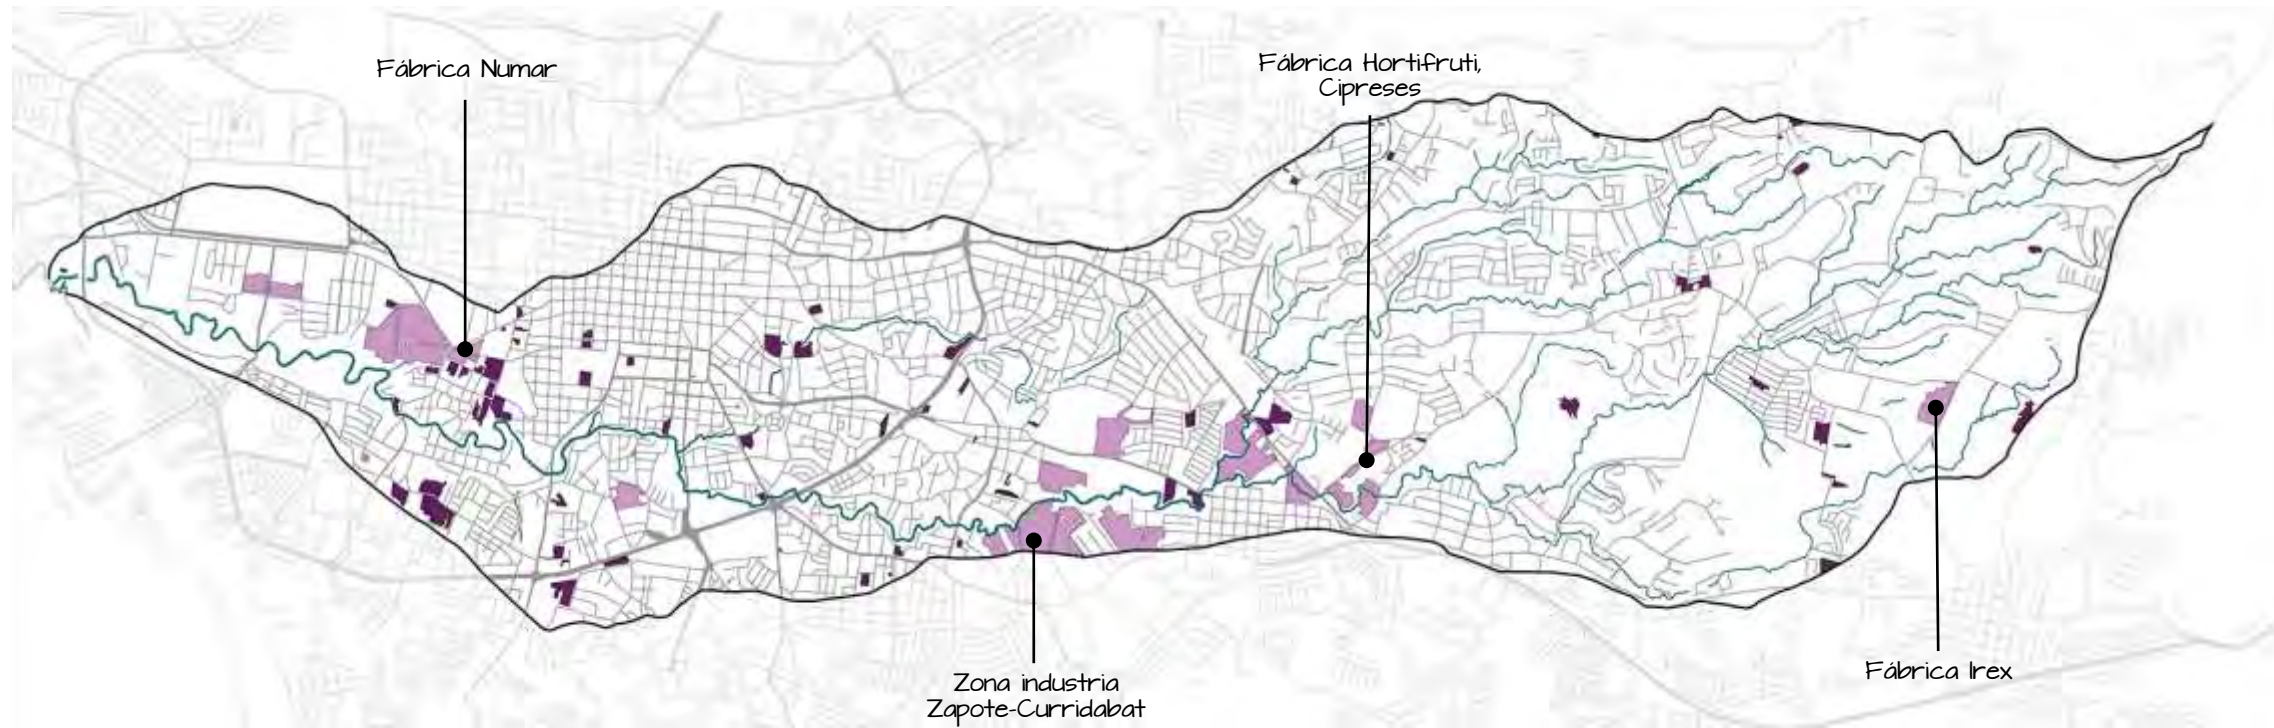 Fábrica Numar
Fábrica Hortifruti,
Cipreses
Zona industria
Zapote-Curridabat
Fábrica Irex